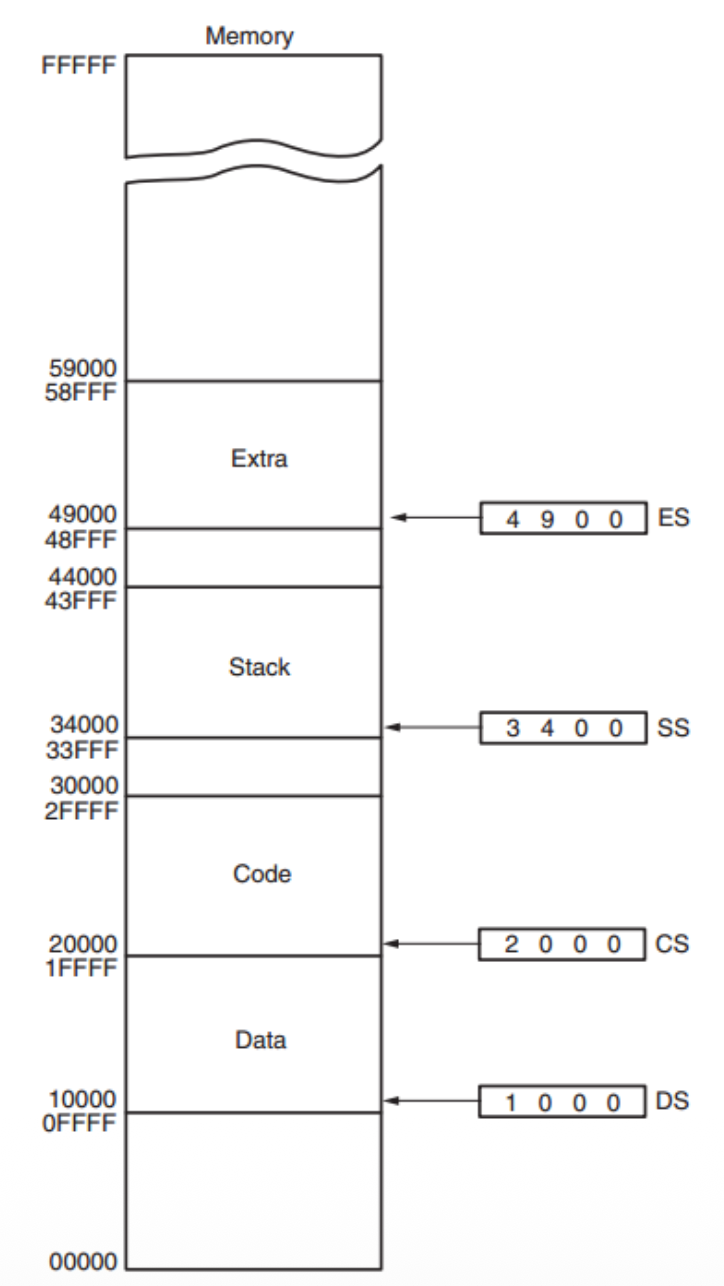 Memory
FFFFF
59000
58FFF
Extra
49000
4 9 0 0 ES
48FFF
44000
43FFF
Stack
34000
3 4 0 0 SS
33FFF
30000
2FFFF
Code
20000
2 0 0 0 CS
1FFFF
Data
10000
1 0 0 0 DS
0FFFF
00000